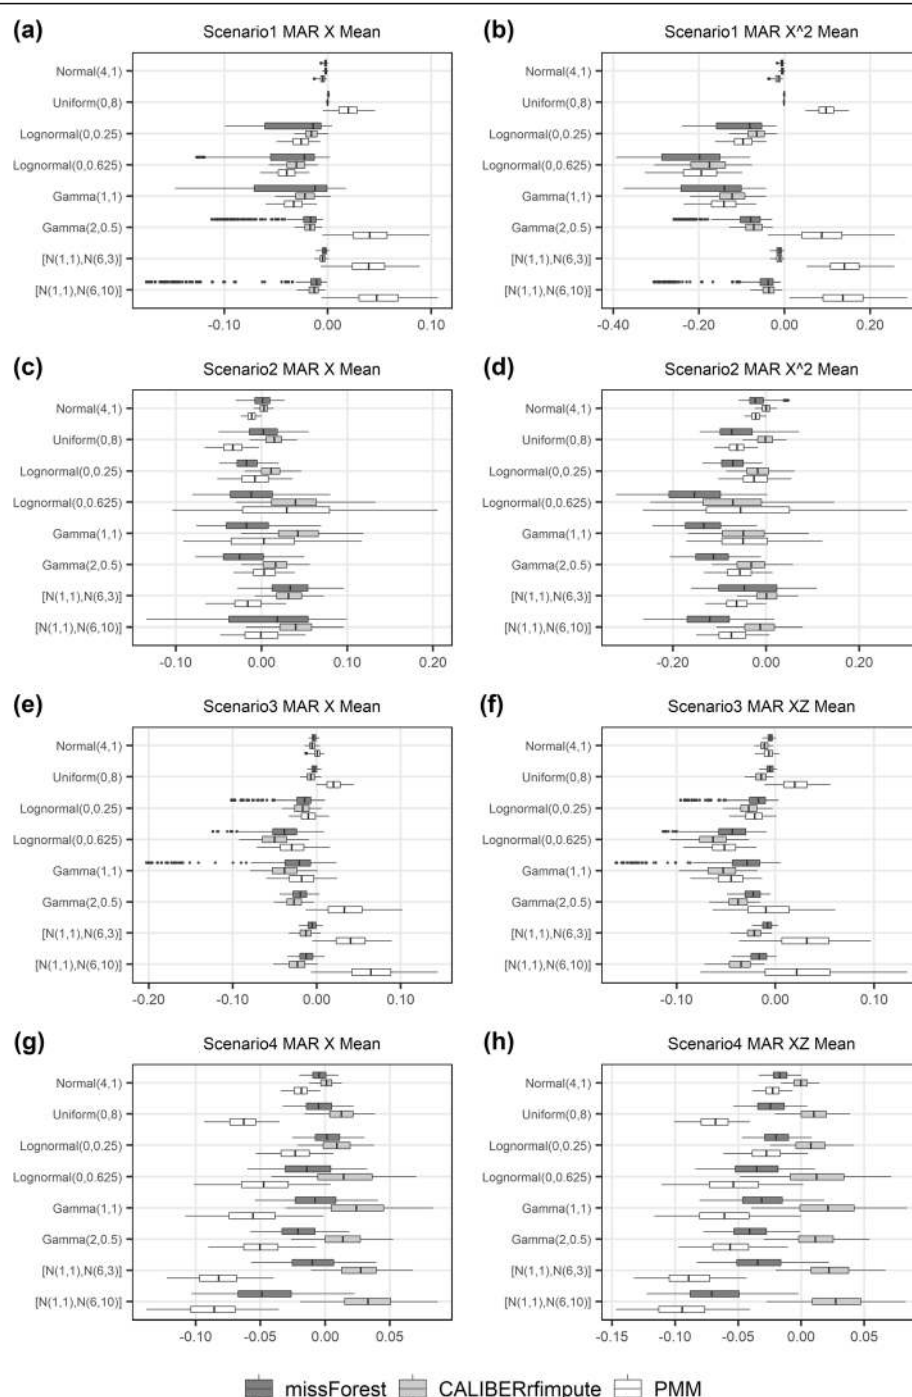 (a)
Scenario1 MAR X Mean
Normal(4,1)
Uniform(0,8)
Lognormal(0,0.25)
Lognormal(0,0.625)
Gamma(1,1)
Gamma(2,0.5)
[N(1,1),N(6,3)]
[N(1,1),N(6,10)]
-0.10 0.00 0.10
(b)
Scenario1 MAR X^2 Mean
Normal(4,1)
Uniform(0,8)
Lognormal(0,0.25)
Lognormal(0,0.625)
Gamma(1,1)
Gamma(2,0.5)
[N(1,1),N(6,3)]
[N(1,1),N(6,10)]
-0.40 -0.20 0.00 0.20
(c)
Scenario2 MAR X Mean
Normal(4,1)
Uniform(0,8)
Lognormal(0,0.25)
Lognormal(0,0.625)
Gamma(1,1)
Gamma(2,0.5)
[N(1,1),N(6,3)]
[N(1,1),N(6,10)]
-0.10 0.00 0.10 0.20
(d)
Scenario2 MAR X^2 Mean
Normal(4,1)
Uniform(0,8)
Lognormal(0,0.25)
Lognormal(0,0.625)
Gamma(1,1)
Gamma(2,0.5)
[N(1,1),N(6,3)]
[N(1,1),N(6,10)]
-0.20 0.00 0.20
(e)
Scenario3 MAR X Mean
Normal(4,1)
Uniform(0,8)
Lognormal(0,0.25)
Lognormal(0,0.625)
Gamma(1,1)
Gamma(2,0.5)
[N(1,1),N(6,3)]
[N(1,1),N(6,10)]
-0.20 -0.10 0.00 0.10
(f)
Scenario3 MAR XZ Mean
Normal(4,1)
Uniform(0,8)
Lognormal(0,0.25)
Lognormal(0,0.625)
Gamma(1,1)
Gamma(2,0.5)
[N(1,1),N(6,3)]
[N(1,1),N(6,10)]
-0.10 0.00 0.10
(g)
Scenario4 MAR X Mean
Normal(4,1)
Uniform(0,8)
Lognormal(0,0.25)
Lognormal(0,0.625)
Gamma(1,1)
Gamma(2,0.5)
[N(1,1),N(6,3)]
[N(1,1),N(6,10)]
-0.10 -0.05 0.00 0.05
(h)
Scenario4 MAR XZ Mean
Normal(4,1)
Uniform(0,8)
Lognormal(0,0.25)
Lognormal(0,0.625)
Gamma(1,1)
Gamma(2,0.5)
[N(1,1),N(6,3)]
[N(1,1),N(6,10)]
-0.15 -0.10 -0.05 0.00 0.05
missForest CALIBERrfimpute PMM